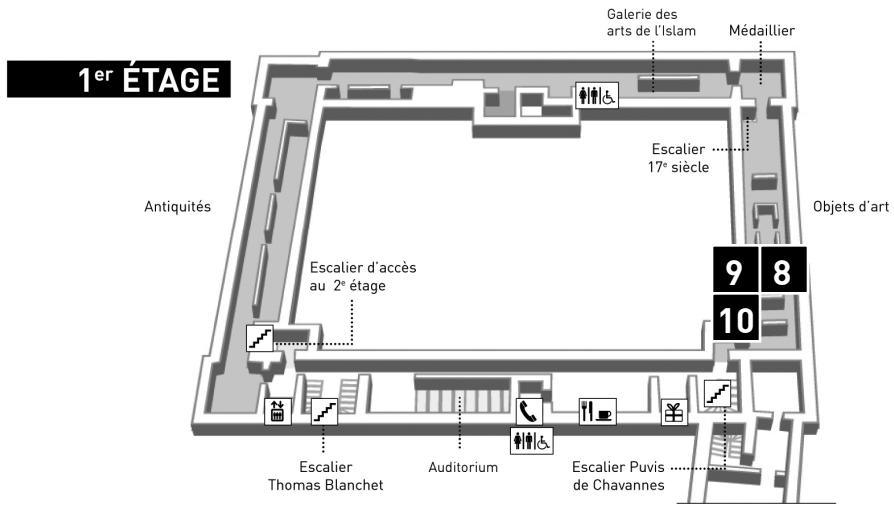 Galerie des
arts de l'Islam
Médaillier
1er ÉTAGE
Escalier
17e siècle
Antiquités
Objets d'art
Escalier d'accès
au 2e étage
9
8
10
Escalier
Thomas Blanchet
Auditorium
Escalier Puvis
de Chavannes